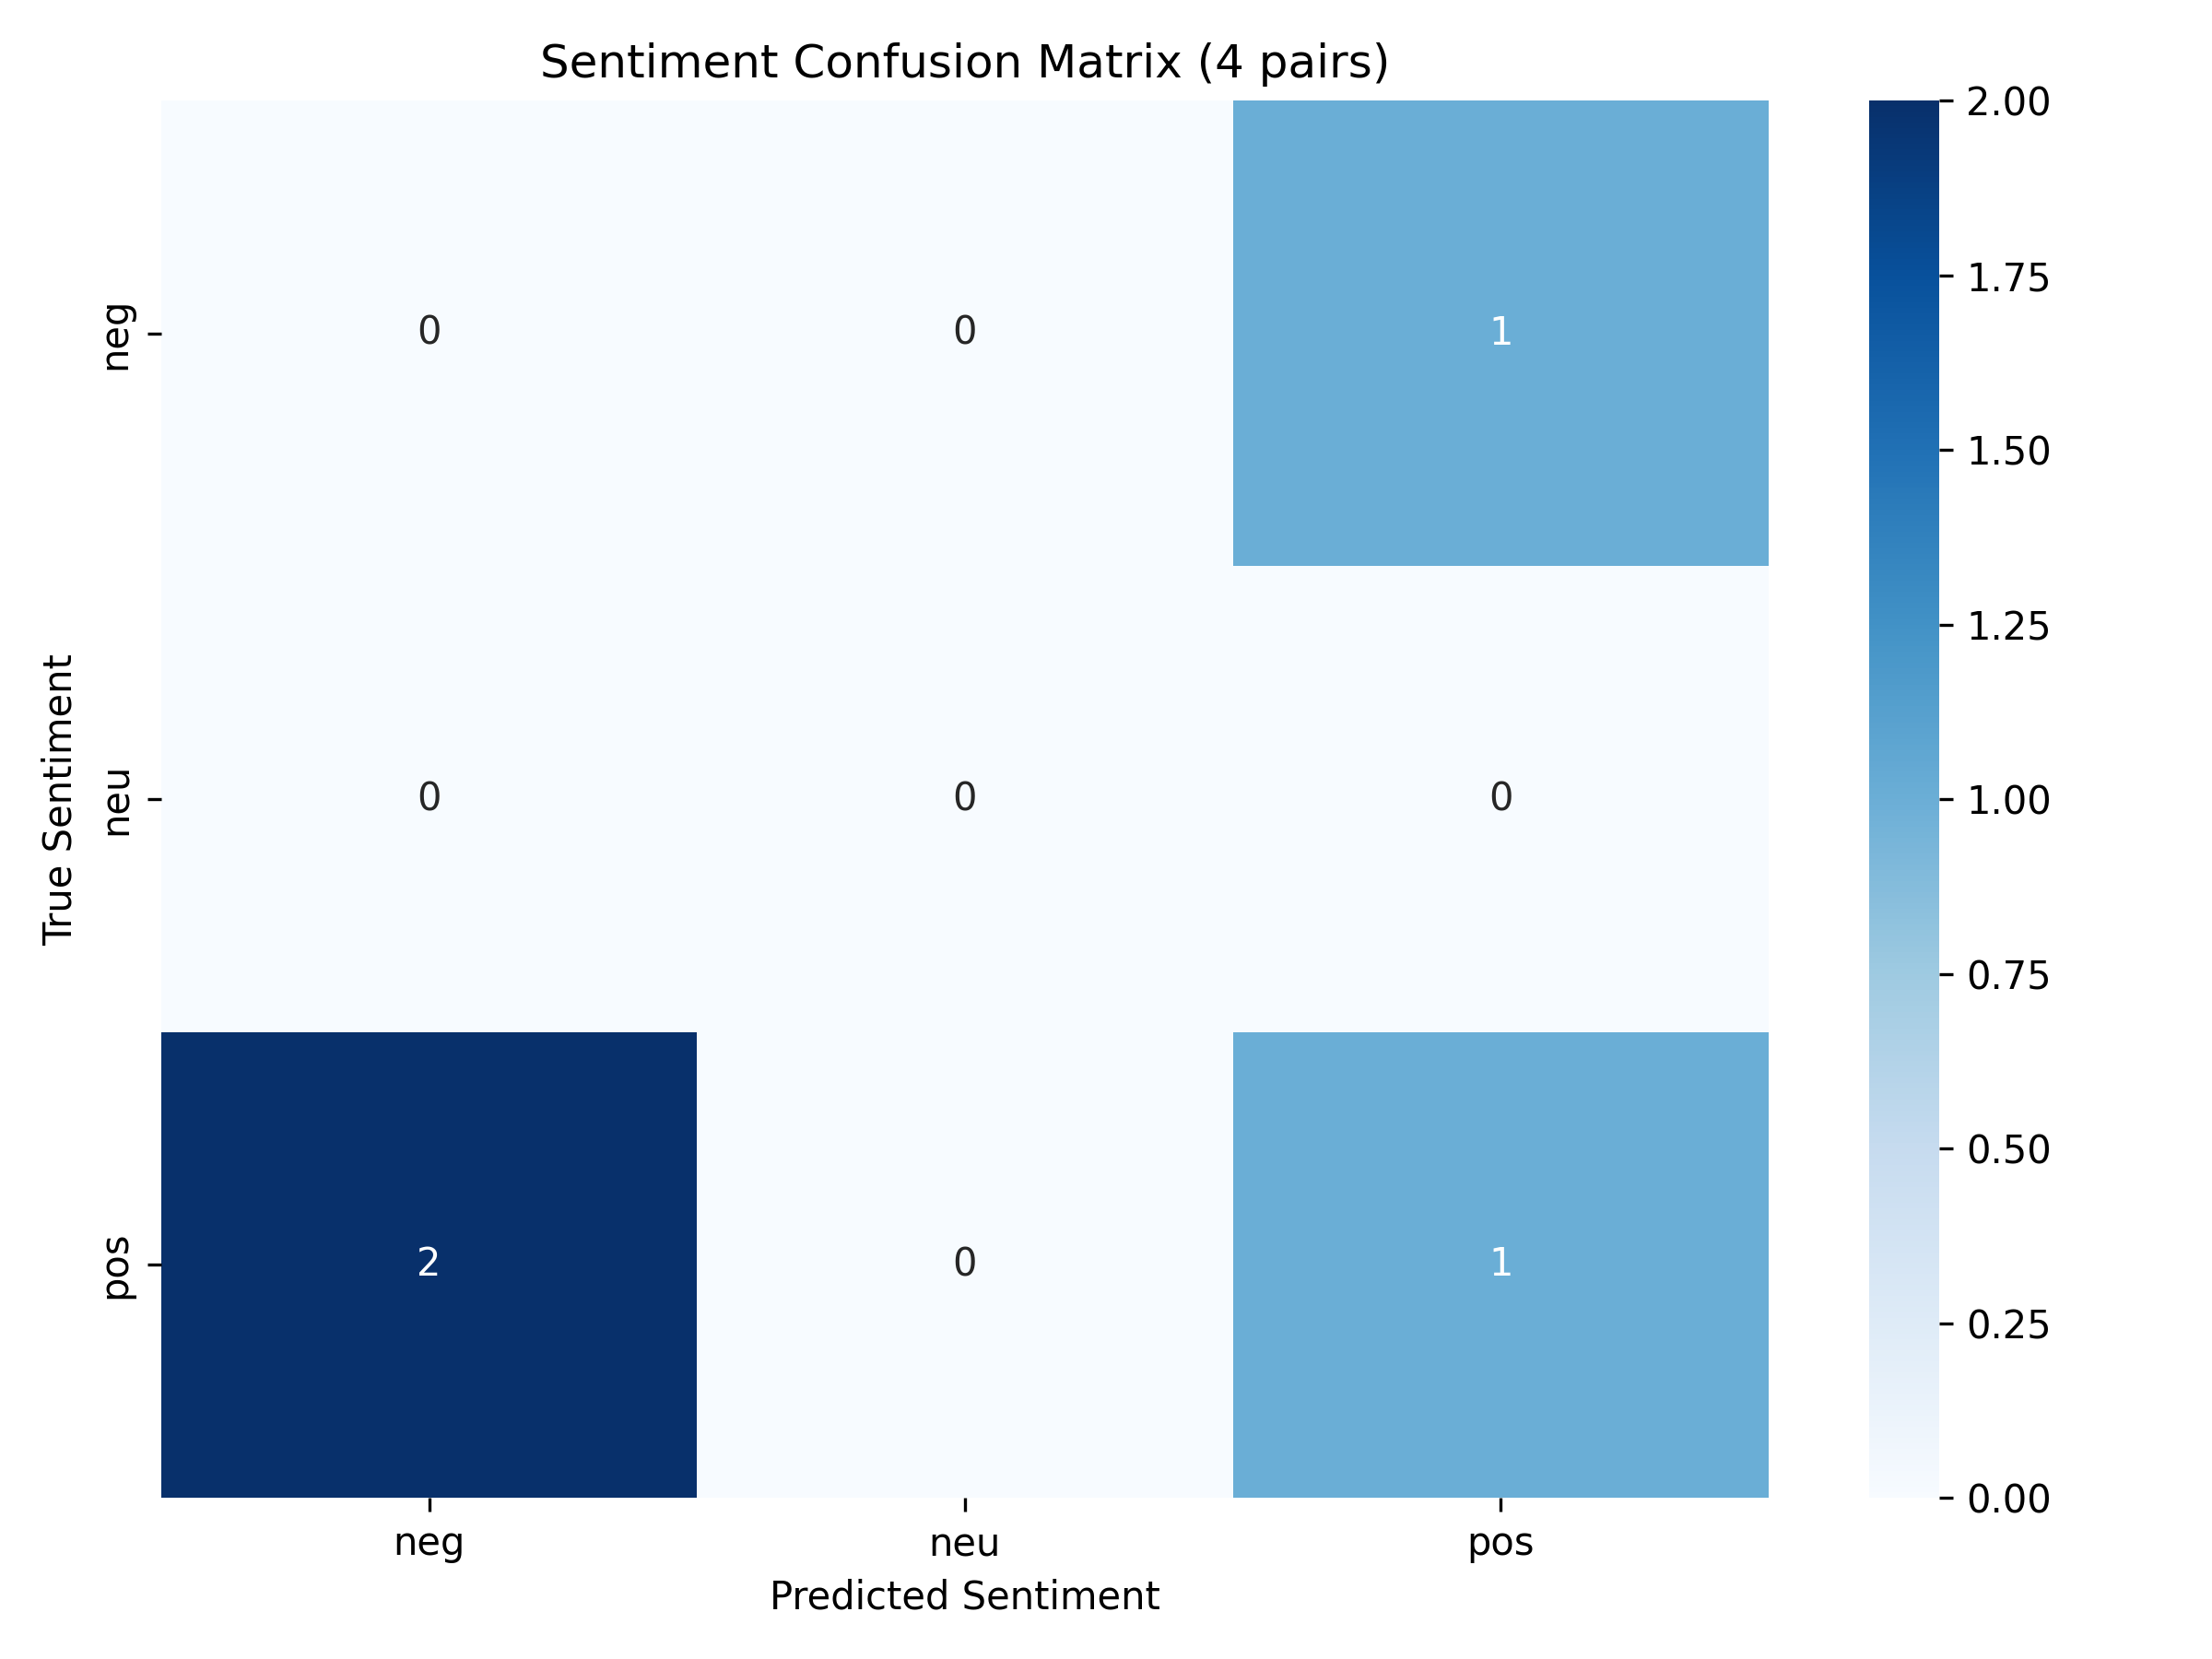 Sentiment Confusion Matrix (4 pairs)
True Sentiment
neg
0 0 1
neu
0 0 0
pos
2 0 1
neg neu pos
Predicted Sentiment
2.00
1.75
1.50
1.25
1.00
0.75
0.50
0.25
0.00